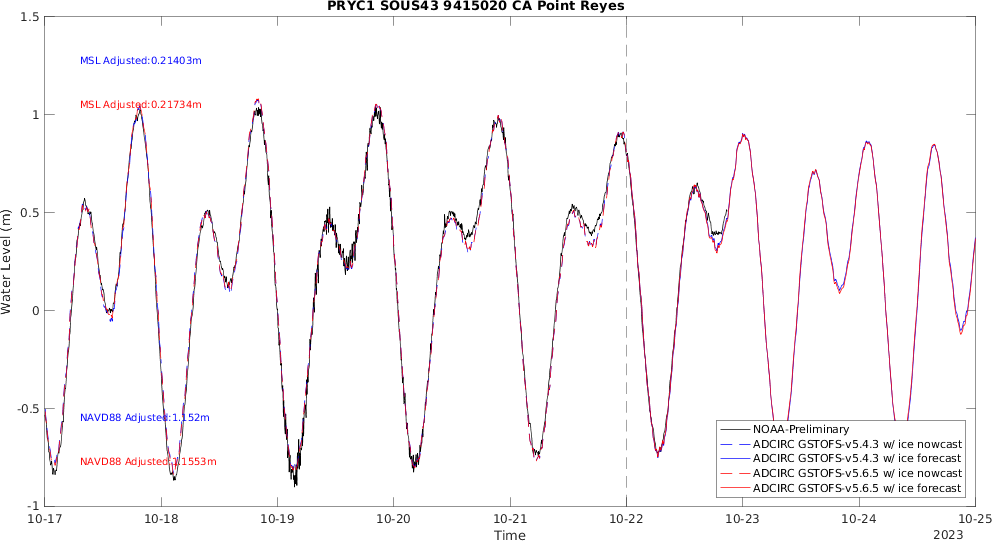 PRYC1 SOUS43 9415020 CA Point Reyes
1.5
MSL Adjusted:0.21403m
MSL Adjusted:0.21734m
1
0.5
Water Level (m)
0
-0.5
NAVD88 Adjusted:1.152m
NAVD88 Adjusted:1.1553m
-1
NOAA-Preliminary
ADCIRC GSTOFS-v5.4.3 w/ ice nowcast
ADCIRC GSTOFS-v5.4.3 w/ ice forecast
ADCIRC GSTOFS-v5.6.5 w/ ice nowcast
ADCIRC GSTOFS-v5.6.5 w/ ice forecast
10-17 10-18 10-19 10-20 10-21 10-22 10-23 10-24 10-25
Time
2023